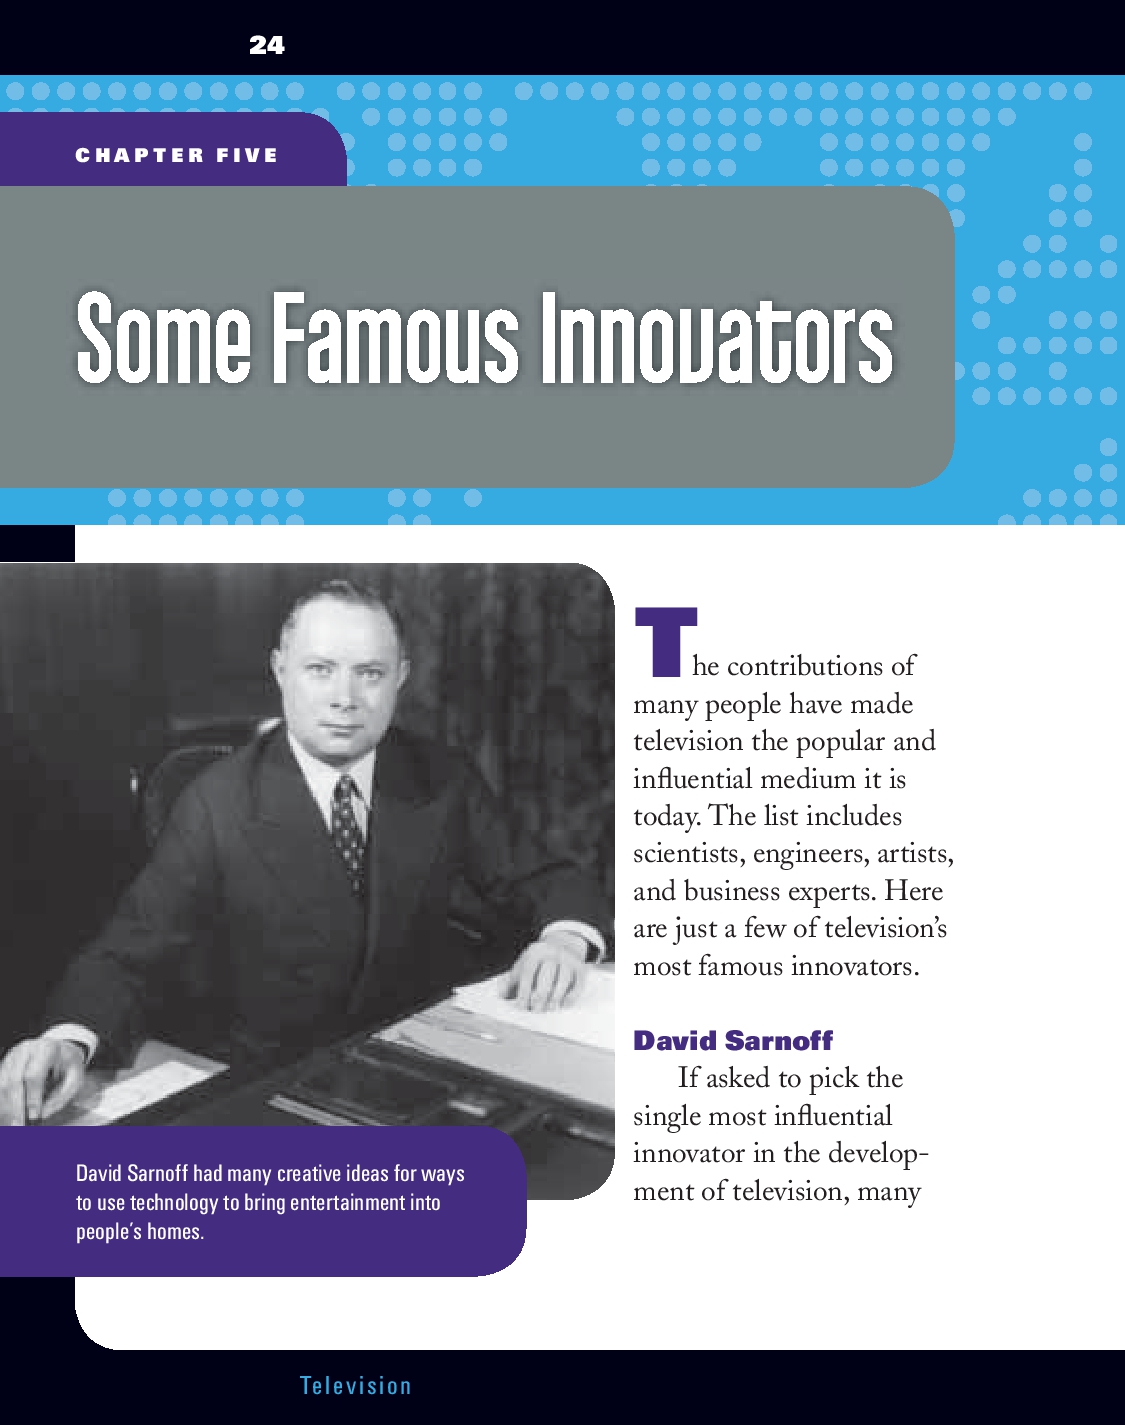 24
CHAPTER FIVE
Some Famous Innovators
The contributions of
many people have made
television the popular and
influential medium it is
today. The list includes
scientists, engineers, artists,
and business experts. Here
are just a few of television’s
most famous innovators.
David Sarnoff
If asked to pick the
single most influential
innovator in the develop-
ment of television, many
David Sarnoff had many creative ideas for ways
to use technology to bring entertainment into
people’s homes.
Television